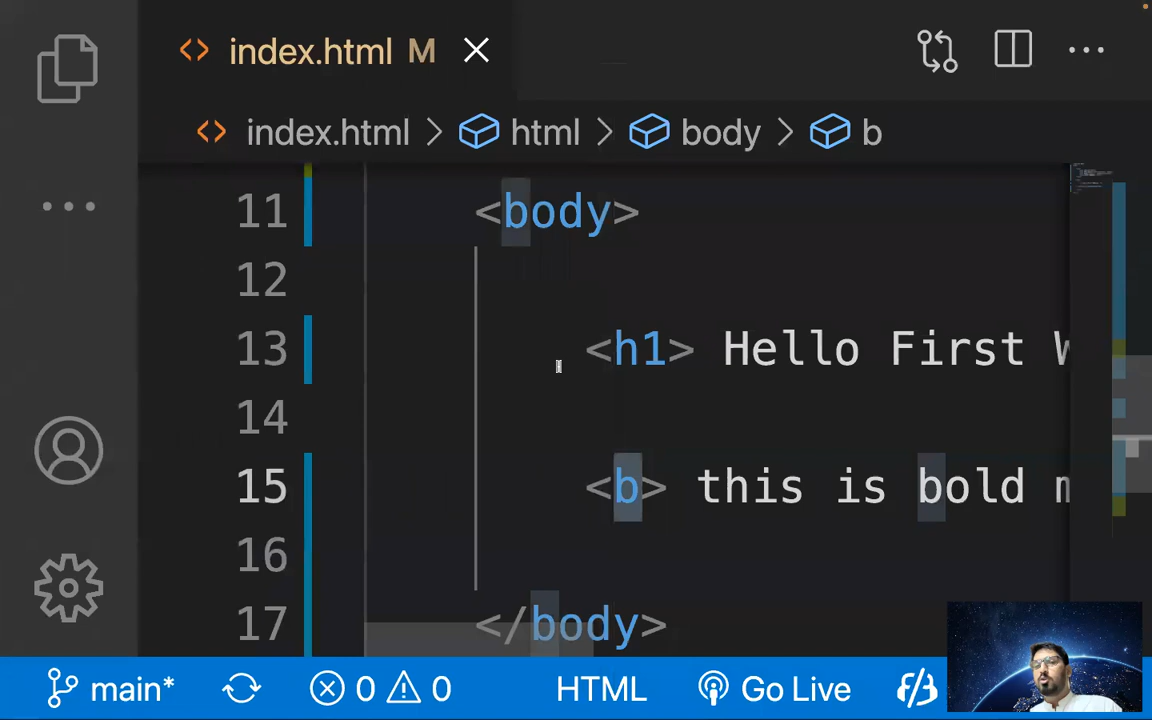 index.html M
index.html > html > body > b
11 <body>
12
13 <h1> Hello First W
14
15 <b> this is bold m
16
17 </body>
main* 0 0 HTML Go Live